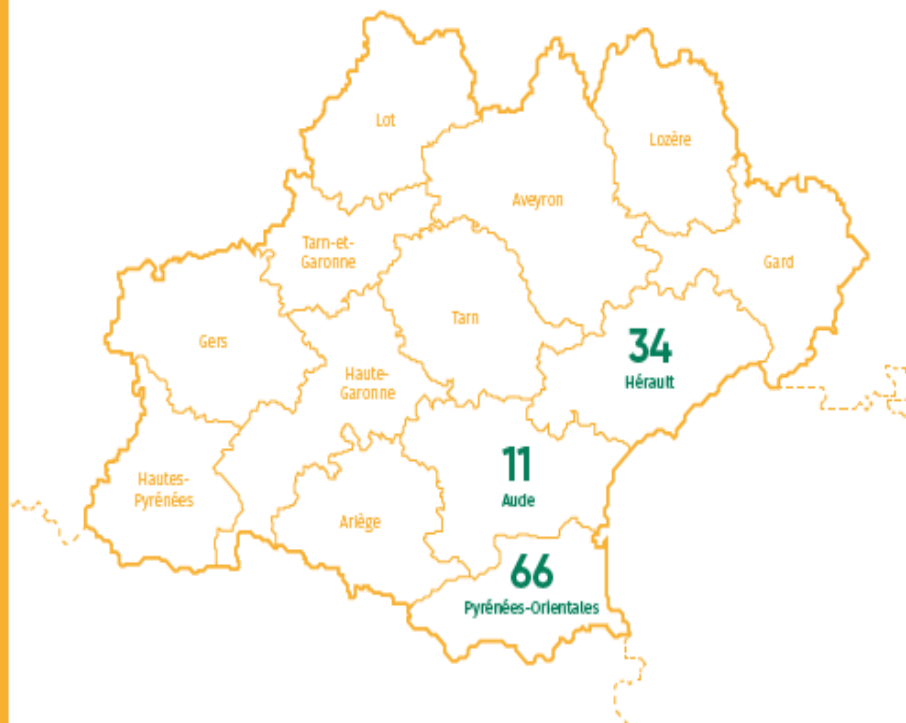 Lot
Lozère
Aveyron
Tarn-et-
Garonne
Gard
Gers
Tarn
34
Hérault
Haute-
Garonne
11
Aude
Hautes-
Pyrénées
Ariège
66
Pyrénées-Orientales